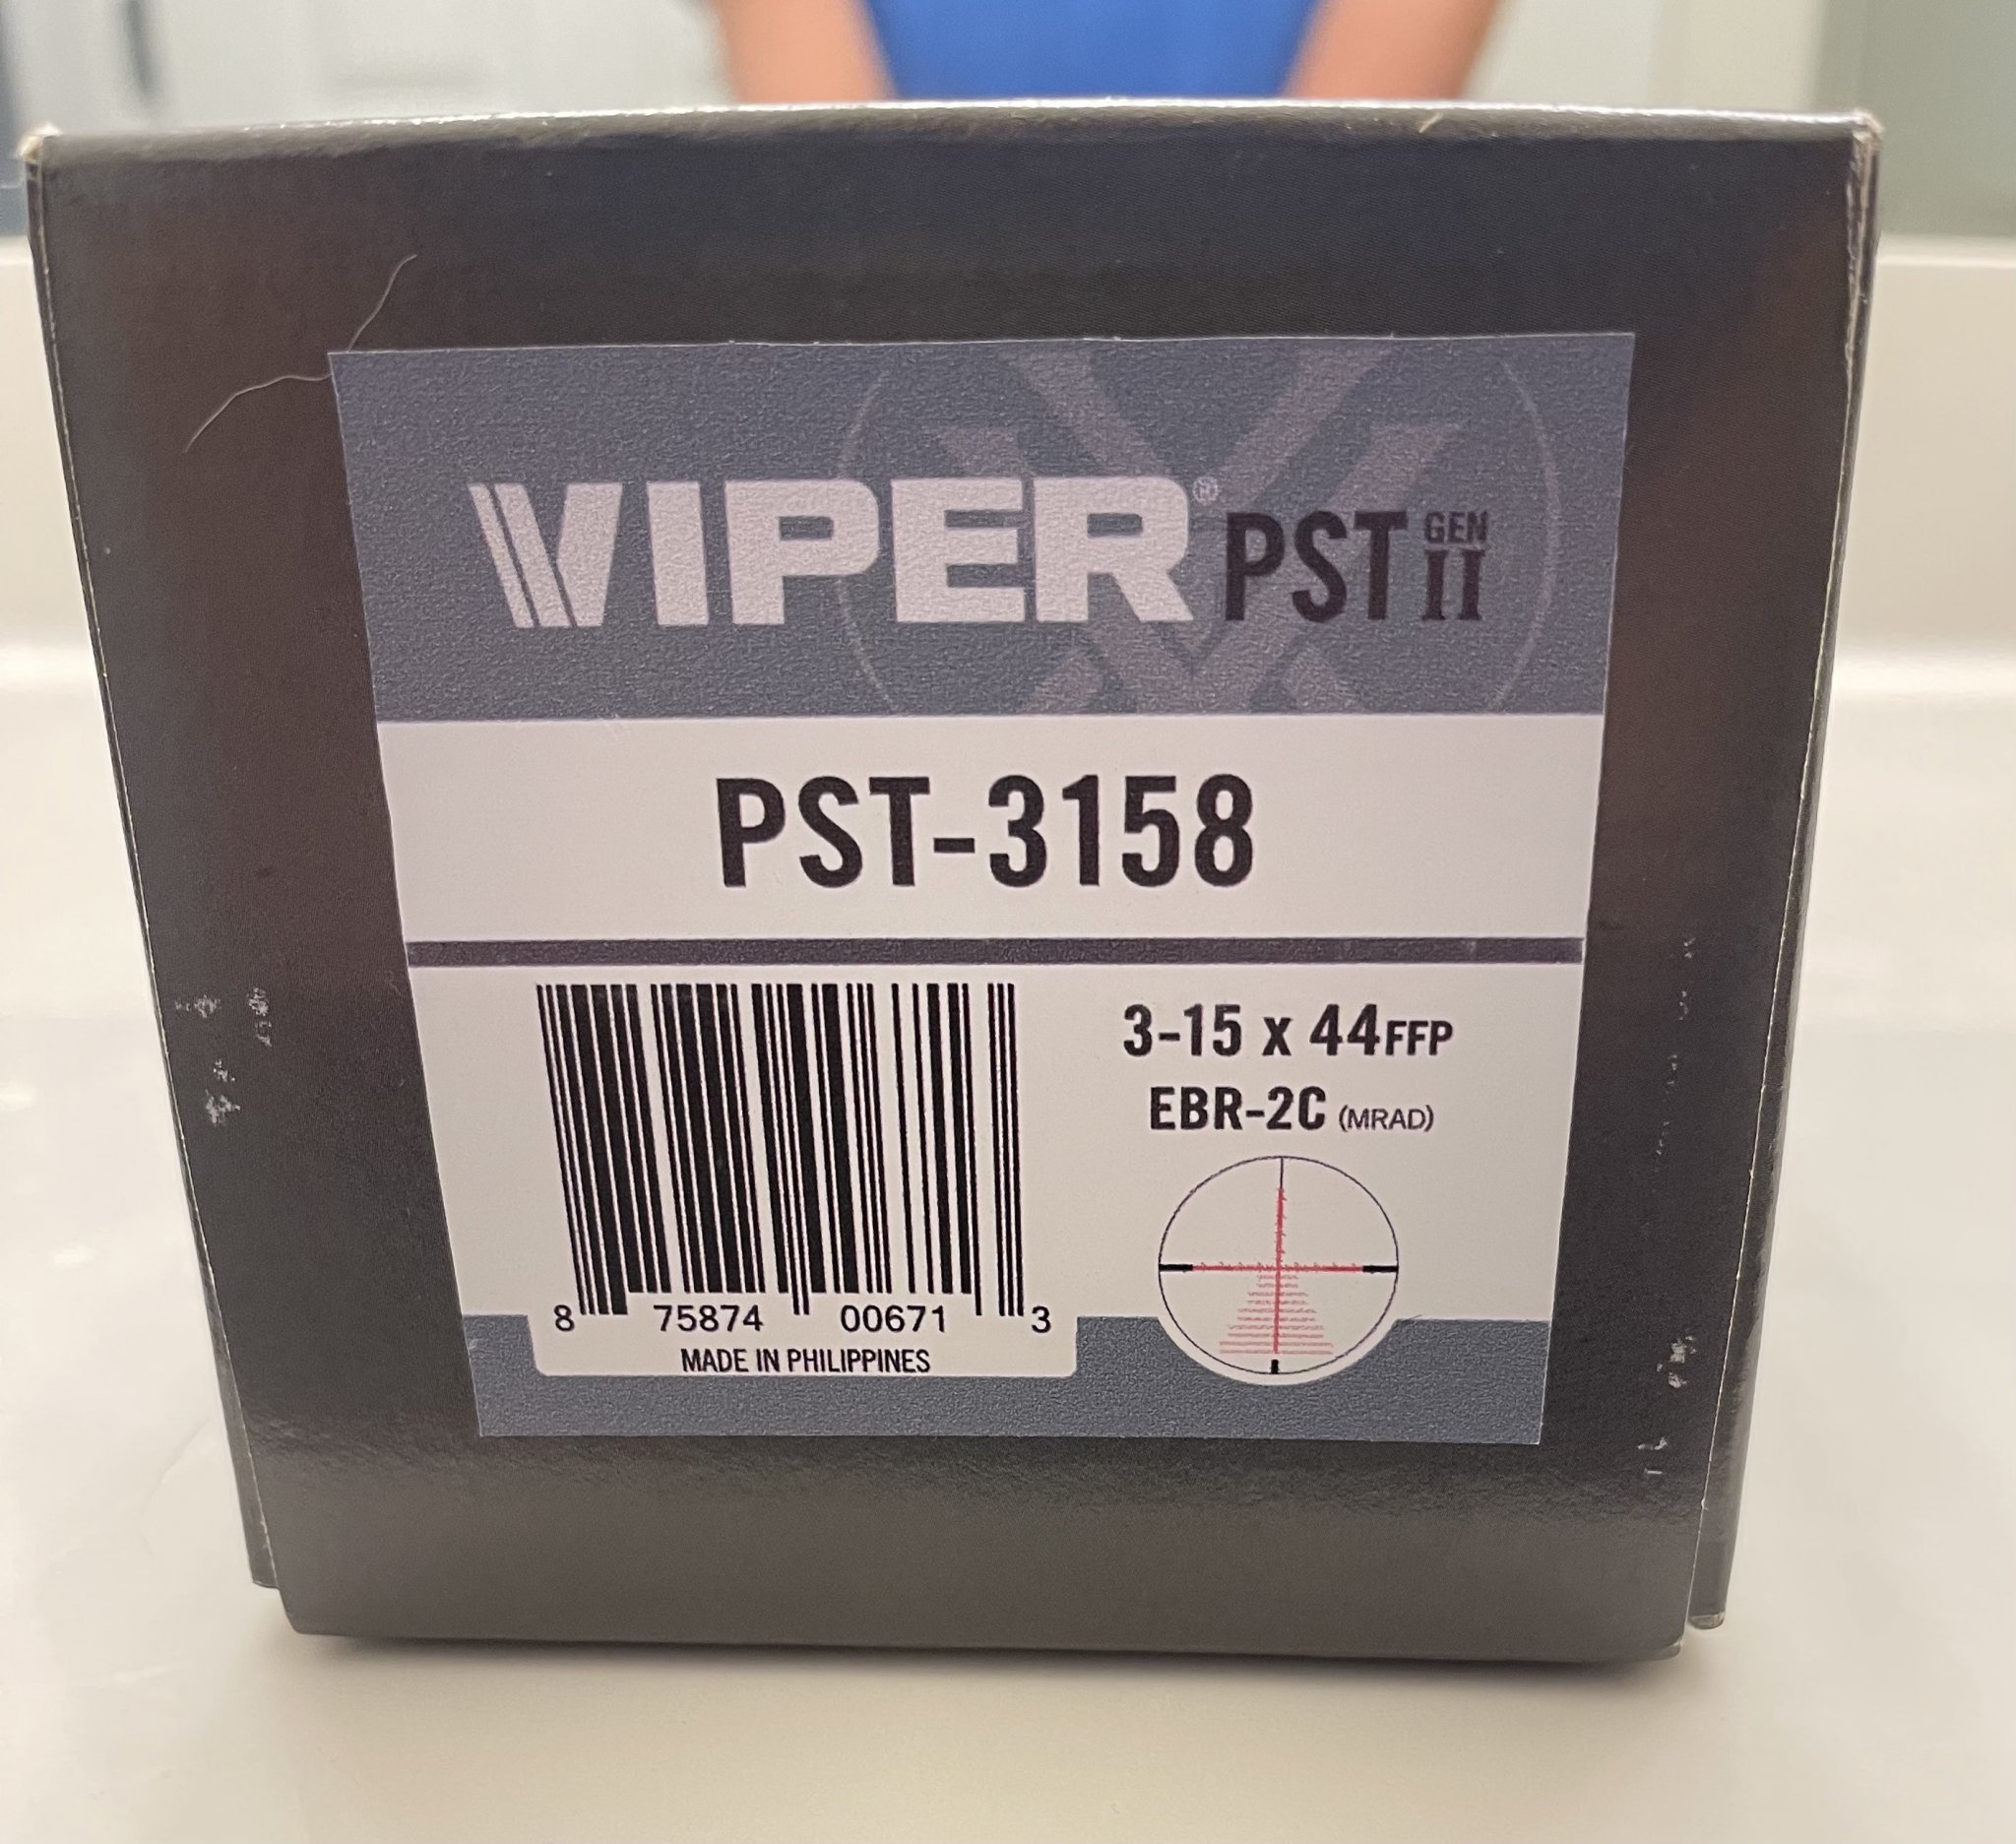 VIPER® PST GEN II
PST-3158
3-15 x 44FFP
EBR-2C (MRAD)
8 75874 00671 3
MADE IN PHILIPPINES